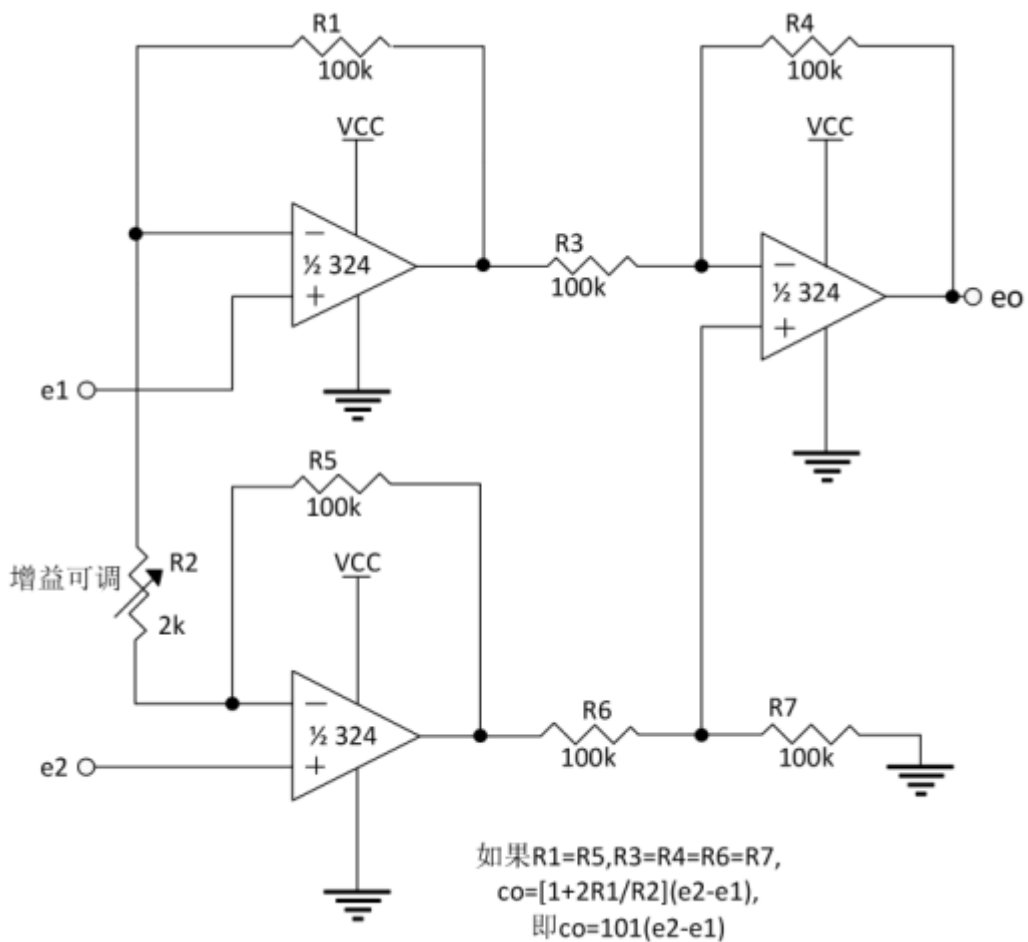 R1
100k
R4
100k
VCC
VCC
−
½ 324
+
R3
100k
−
½ 324
+
eo
e1
R5
100k
增益可调
R2
2k
VCC
−
½ 324
+
e2
R6
100k
R7
100k
如果R1=R5,R3=R4=R6=R7,
co=[1+2R1/R2](e2-e1),
即co=101(e2-e1)